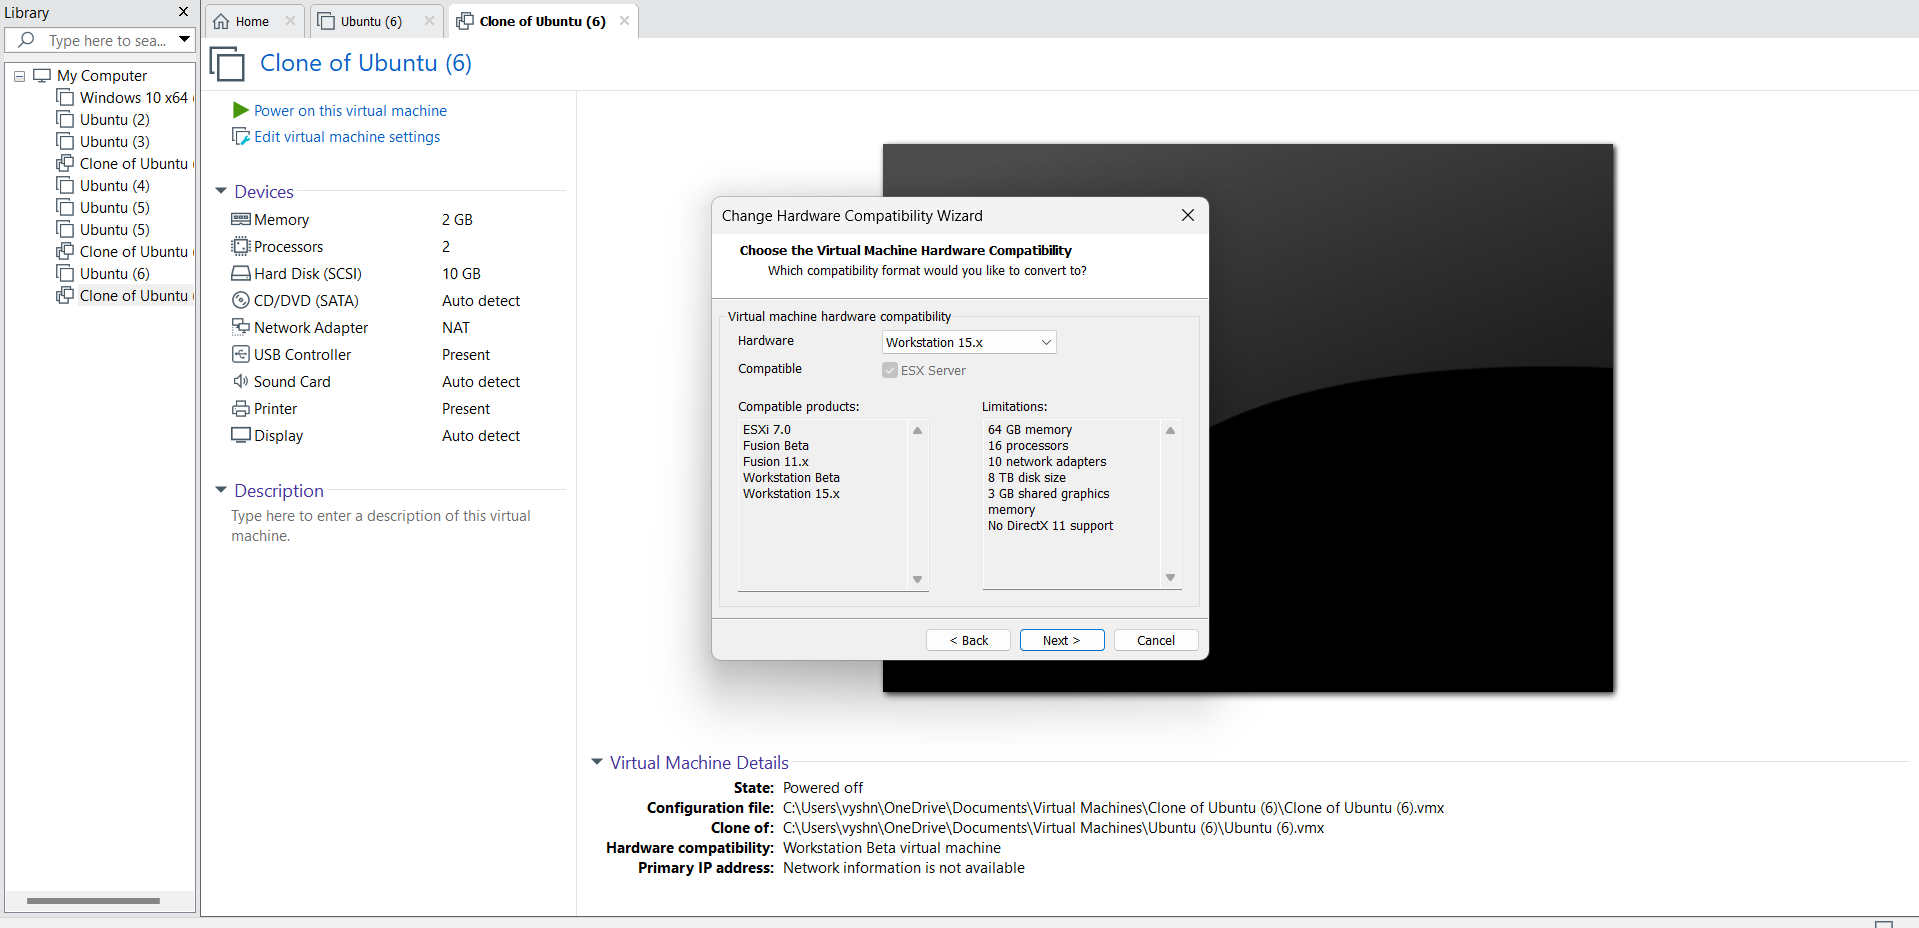 Library
Type here to sea...
My Computer
Windows 10 x64
Ubuntu (2)
Ubuntu (3)
Clone of Ubuntu
Ubuntu (4)
Ubuntu (5)
Ubuntu (5)
Clone of Ubuntu
Ubuntu (6)
Clone of Ubuntu
Home
Ubuntu (6)
Clone of Ubuntu (6)
Clone of Ubuntu (6)
Power on this virtual machine
Edit virtual machine settings
Devices
Memory 2 GB
Processors 2
Hard Disk (SCSI) 10 GB
CD/DVD (SATA) Auto detect
Network Adapter NAT
USB Controller Present
Sound Card Auto detect
Printer Present
Display Auto detect
Description
Type here to enter a description of this virtual
machine.
Change Hardware Compatibility Wizard
Choose the Virtual Machine Hardware Compatibility
Which compatibility format would you like to convert to?
Virtual machine hardware compatibility
Hardware Workstation 15.x
Compatible ESX Server
Compatible products:
ESXi 7.0
Fusion Beta
Fusion 11.x
Workstation Beta
Workstation 15.x
Limitations:
64 GB memory
16 processors
10 network adapters
8 TB disk size
3 GB shared graphics
memory
No DirectX 11 support
< Back Next > Cancel
Virtual Machine Details
State: Powered off
Configuration file: C:\Users\vyshn\OneDrive\Documents\Virtual Machines\Clone of Ubuntu (6)\Clone of Ubuntu (6).vmx
Clone of: C:\Users\vyshn\OneDrive\Documents\Virtual Machines\Ubuntu (6)\Ubuntu (6).vmx
Hardware compatibility: Workstation Beta virtual machine
Primary IP address: Network information is not available